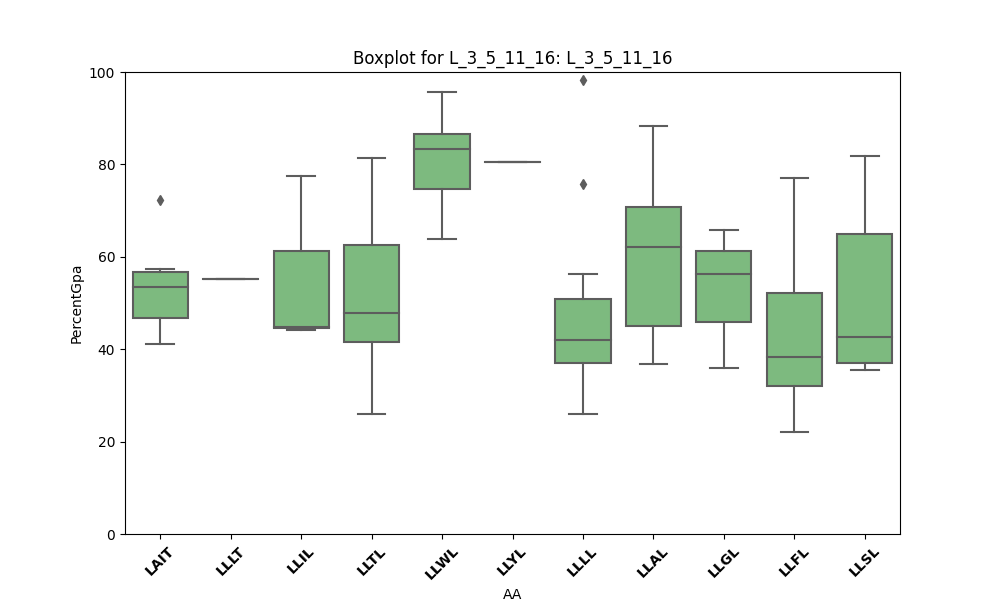 Boxplot for L_3_5_11_16: L_3_5_11_16
PercentGpa
100
80
60
40
20
0
LAIT LLLT LLIL LLTL LLWL LLYL LLLL LLAL LLGL LLFL LLSL
AA